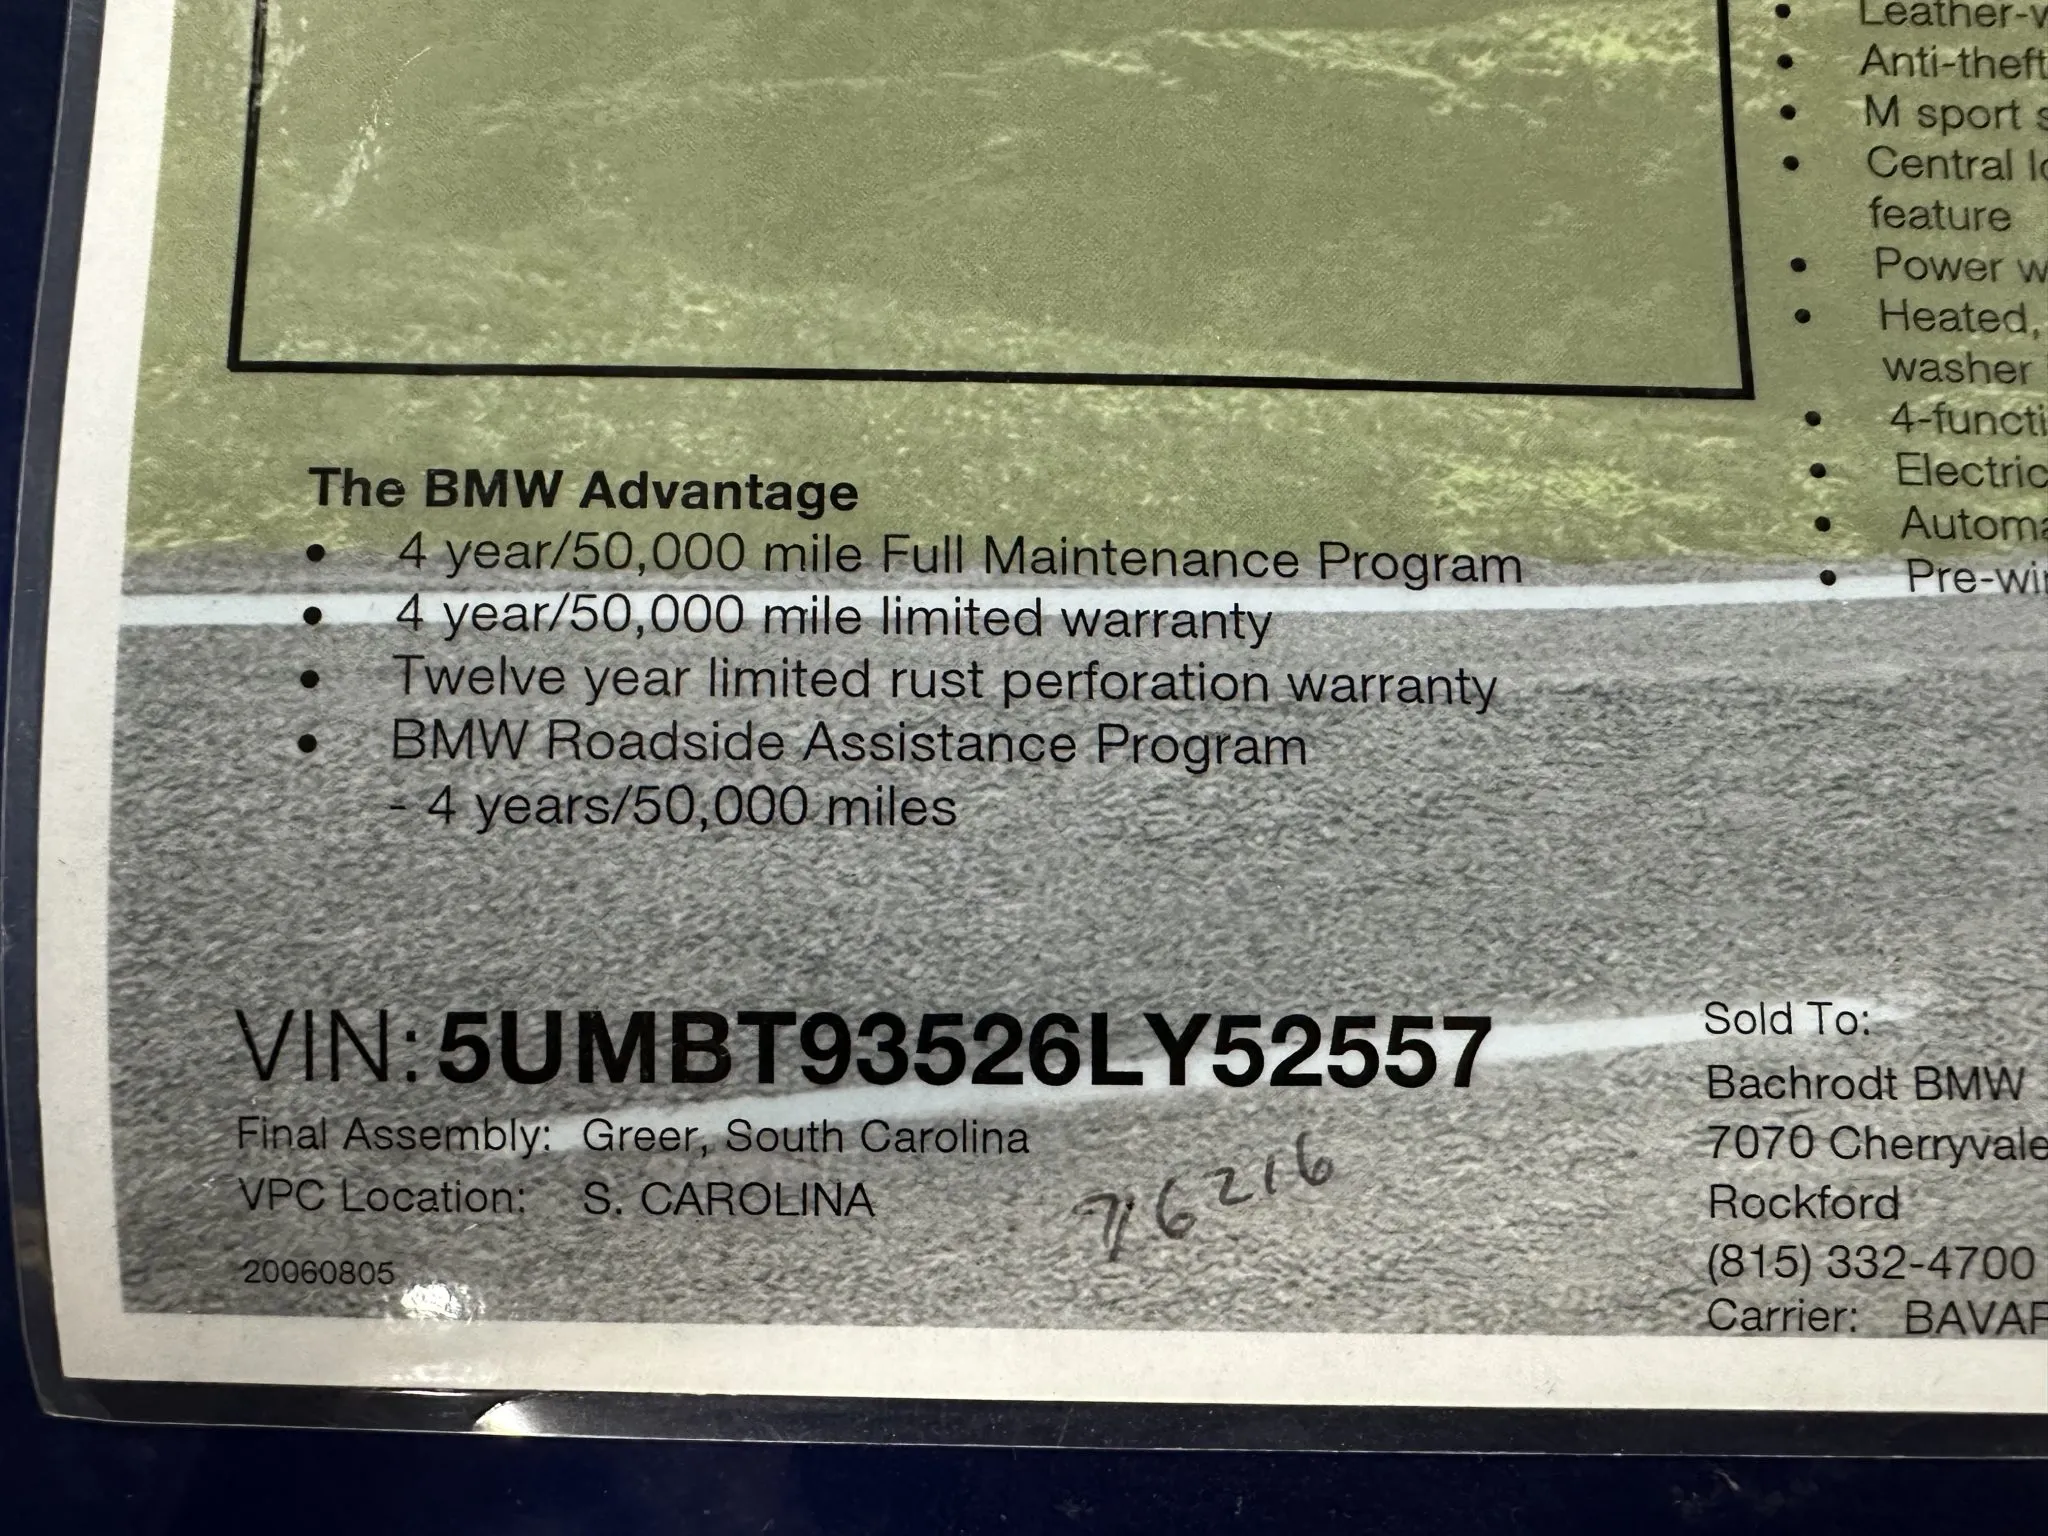 The BMW Advantage
• 4 year/50,000 mile Full Maintenance Program
• 4 year/50,000 mile limited warranty
• Twelve year limited rust perforation warranty
• BMW Roadside Assistance Program
- 4 years/50,000 miles
VIN: 5UMBT93526LY52557
Final Assembly: Greer, South Carolina
VPC Location: S. CAROLINA
76216
20060805
• Leather-
• Anti-theft
• M sport s
• Central lo
feature
• Power w
• Heated,
washer
• 4-functi
• Electric
• Automa
• Pre-wir
Sold To:
Bachrodt BMW
7070 Cherryvale
Rockford
(815) 332-4700
Carrier: BAVAR